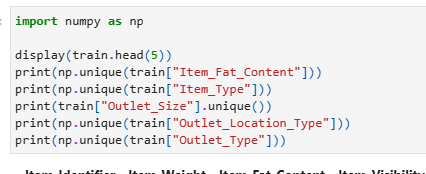 import numpy as np
display(train.head(5))
print(np.unique(train["Item_Fat_Content"]))
print(np.unique(train["Item_Type"]))
print(train["Outlet_Size"].unique())
print(np.unique(train["Outlet_Location_Type"]))
print(np.unique(train["Outlet_Type"]))
Item_Identifier Item_Weight Item_Fat_Content Item_Visibility